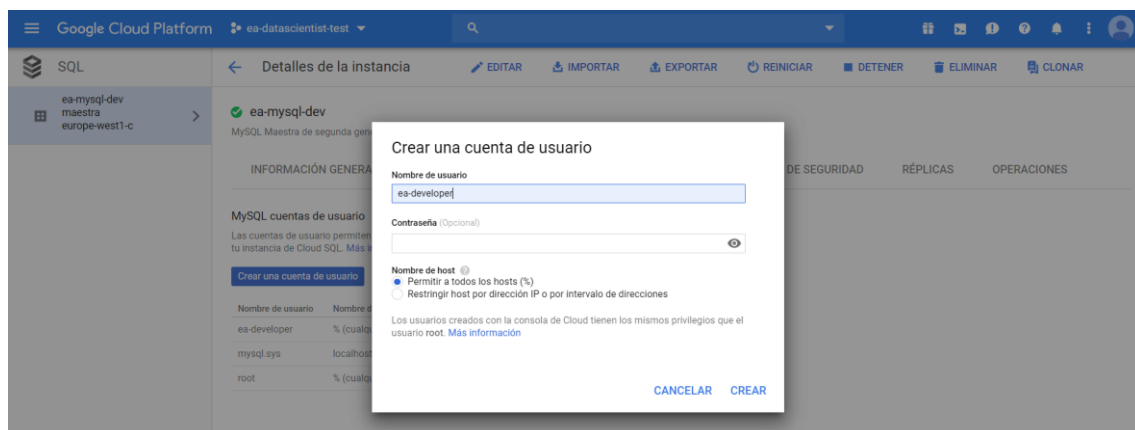 Google Cloud Platform
ea-datascientist-test
SQL
Detalles de la instancia
EDITAR
IMPORTAR
EXPORTAR
REINICIAR
DETENER
ELIMINAR
CLONAR
ea-mysql-dev
maestra
europe-west1-c
ea-mysql-dev
MySQL Maestra de segunda gen
INFORMACIÓN GENERA
DE SEGURIDAD
RÉPLICAS
OPERACIONES
MySQL cuentas de usuario
Las cuentas de usuario permiten
tu instancia de Cloud SQL. Más i
Crear una cuenta de usuario
Nombre de usuario Nombre d
ea-developer % (cualq
mysql.sys localhost
root % (cualq
Crear una cuenta de usuario
Nombre de usuario
ea-developer
Contraseña (Opcional)
Nombre de host
Permitir a todos los hosts (%)
Restringir host por dirección IP o por intervalo de direcciones
Los usuarios creados con la consola de Cloud tienen los mismos privilegios que el
usuario root. Más información
CANCELAR CREAR